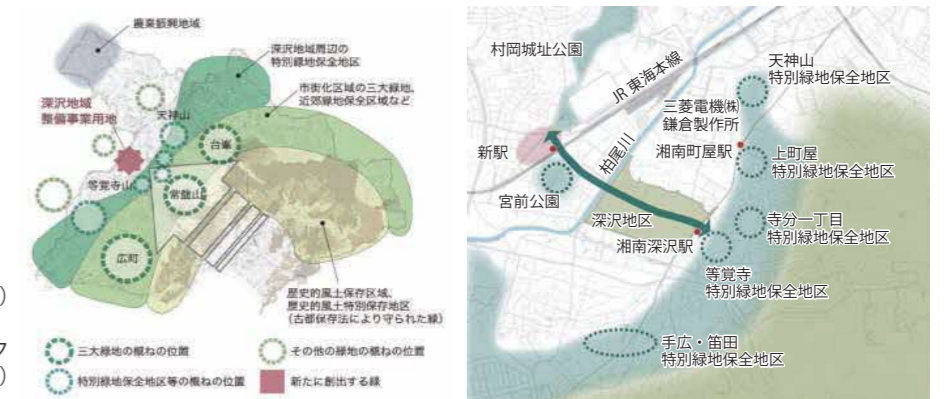 農業振興地域
深沢地域周辺の
特別緑地保全地区
市街化区域の三大緑地、
近郊緑地保全区域など
深沢地域
整備事業用地
天神山
台峯
等覚寺山
常盤山
広町
歴史的風土保存区域、
歴史的風土特別保存地区
(古都保存法により守られた緑)
三大緑地の概ねの位置
その他の緑地の概ねの位置
特別緑地保全地区等の概ねの位置
新たに創出する緑
)
ク
)
村岡城址公園
JR東海本線
天神山
特別緑地保全地区
三菱電機㈱
鎌倉製作所
新駅
柏尾川
湘南町屋駅
上町屋
特別緑地保全地区
宮前公園
深沢地区
寺分一丁目
特別緑地保全地区
湘南深沢駅
等覚寺
特別緑地保全地区
手広・笛田
特別緑地保全地区